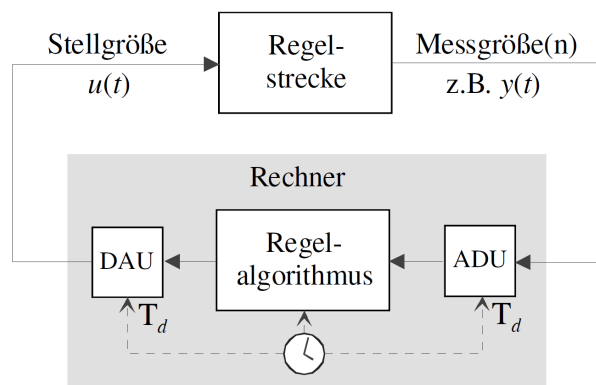 Stellgröße
u(t)
Regel-
strecke
Messgröße(n)
z.B. y(t)
Rechner
DAU
Regel-
algorithmus
ADU
T_d
T_d